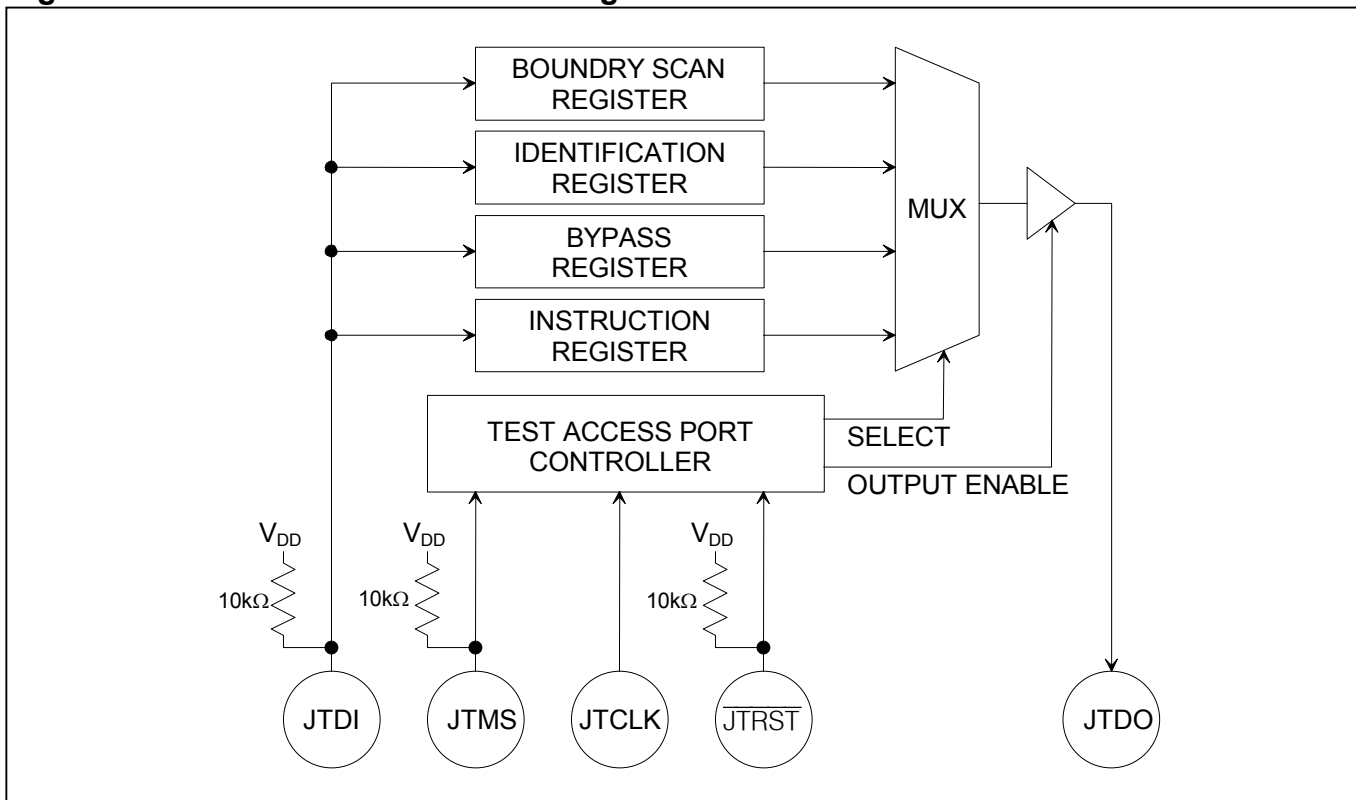 BOUNDRY SCAN
REGISTER
IDENTIFICATION
REGISTER
BYPASS
REGISTER
INSTRUCTION
REGISTER
MUX
TEST ACCESS PORT
CONTROLLER
SELECT
OUTPUT ENABLE
VDD
VDD
VDD
10kΩ
10kΩ
10kΩ
JTDI
JTMS
JTCLK
JTRST
JTDO